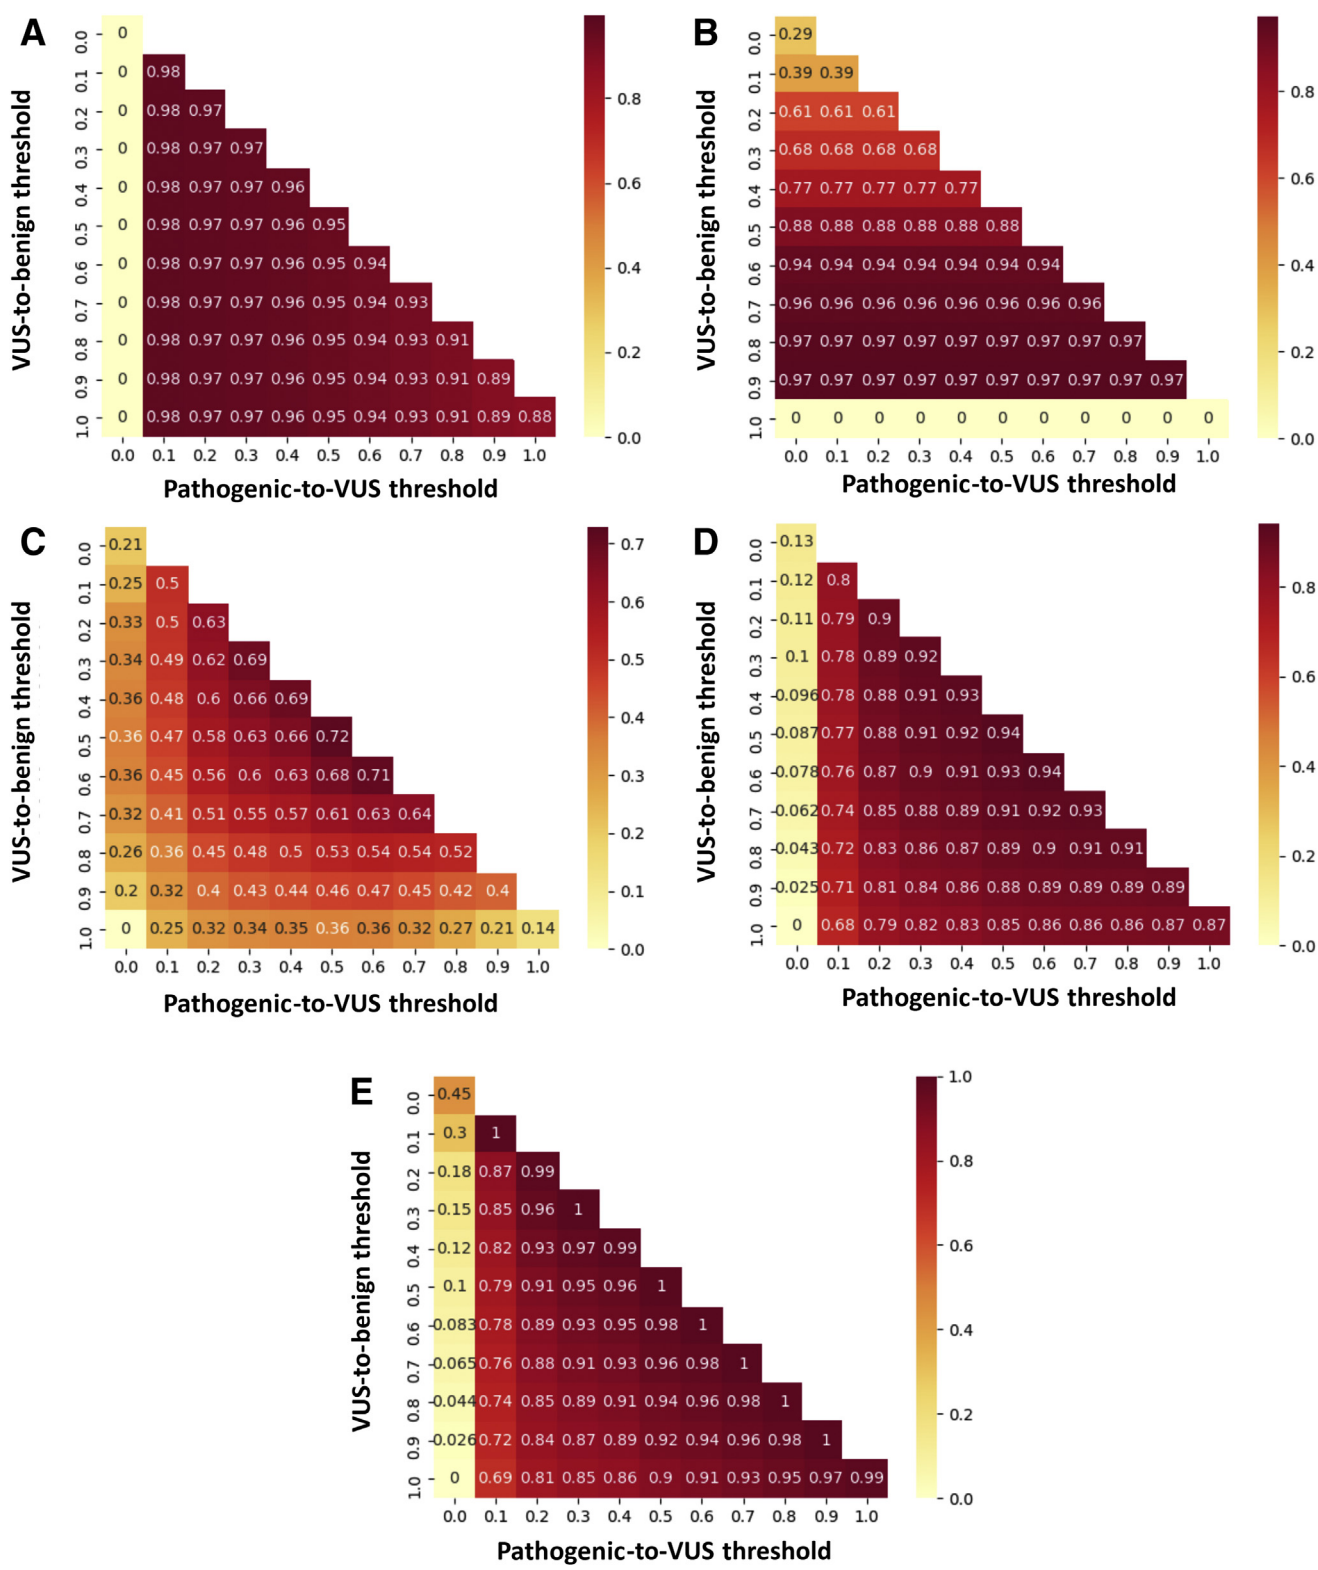 A
VUS-to-benign threshold
0.0 0
0.1 0 0.98
0.2 0 0.98 0.97
0.3 0 0.98 0.97 0.97
0.4 0 0.98 0.97 0.97 0.96
0.5 0 0.98 0.97 0.97 0.96 0.95
0.6 0 0.98 0.97 0.97 0.96 0.95 0.94
0.7 0 0.98 0.97 0.97 0.96 0.95 0.94 0.93
0.8 0 0.98 0.97 0.97 0.96 0.95 0.94 0.93 0.91
0.9 0 0.98 0.97 0.97 0.96 0.95 0.94 0.93 0.91 0.89
1.0 0 0.98 0.97 0.97 0.96 0.95 0.94 0.93 0.91 0.89 0.88
0.0 0.1 0.2 0.3 0.4 0.5 0.6 0.7 0.8 0.9 1.0
Pathogenic-to-VUS threshold
0.8
0.6
0.4
0.2
0.0
B
VUS-to-benign threshold
0.0 0.29
0.1 0.39 0.39
0.2 0.61 0.61 0.61
0.3 0.68 0.68 0.68 0.68
0.4 0.77 0.77 0.77 0.77 0.77
0.5 0.88 0.88 0.88 0.88 0.88 0.88
0.6 0.94 0.94 0.94 0.94 0.94 0.94 0.94
0.7 0.96 0.96 0.96 0.96 0.96 0.96 0.96 0.96
0.8 0.97 0.97 0.97 0.97 0.97 0.97 0.97 0.97 0.97
0.9 0.97 0.97 0.97 0.97 0.97 0.97 0.97 0.97 0.97 0.97
1.0 0 0 0 0 0 0 0 0 0 0 0
0.0 0.1 0.2 0.3 0.4 0.5 0.6 0.7 0.8 0.9 1.0
Pathogenic-to-VUS threshold
0.8
0.6
0.4
0.2
0.0
C
VUS-to-benign threshold
0.0 0.21
0.1 0.25 0.5
0.2 0.33 0.5 0.63
0.3 0.34 0.49 0.62 0.69
0.4 0.36 0.48 0.6 0.66 0.69
0.5 0.36 0.47 0.58 0.63 0.66 0.72
0.6 0.36 0.45 0.56 0.6 0.63 0.68 0.71
0.7 0.32 0.41 0.51 0.55 0.57 0.61 0.63 0.64
0.8 0.26 0.36 0.45 0.48 0.5 0.53 0.54 0.54 0.52
0.9 0.2 0.32 0.4 0.43 0.44 0.46 0.47 0.45 0.42 0.4
1.0 0 0.25 0.32 0.34 0.35 0.36 0.36 0.32 0.27 0.21 0.14
0.0 0.1 0.2 0.3 0.4 0.5 0.6 0.7 0.8 0.9 1.0
Pathogenic-to-VUS threshold
0.7
0.6
0.5
0.4
0.3
0.2
0.1
0.0
D
VUS-to-benign threshold
0.0 0.13
0.1 0.12 0.8
0.2 0.11 0.79 0.9
0.3 0.1 0.78 0.89 0.92
0.4 0.096 0.78 0.88 0.91 0.93
0.5 0.087 0.77 0.88 0.91 0.92 0.94
0.6 0.078 0.76 0.87 0.9 0.91 0.93 0.94
0.7 0.062 0.74 0.85 0.88 0.89 0.91 0.92 0.93
0.8 0.043 0.72 0.83 0.86 0.87 0.89 0.9 0.91 0.91
0.9 0.025 0.71 0.81 0.84 0.86 0.88 0.89 0.89 0.89 0.89
1.0 0 0.68 0.79 0.82 0.83 0.85 0.86 0.86 0.86 0.87 0.87
0.0 0.1 0.2 0.3 0.4 0.5 0.6 0.7 0.8 0.9 1.0
Pathogenic-to-VUS threshold
0.8
0.6
0.4
0.2
0.0
E
VUS-to-benign threshold
0.0 0.45
0.1 0.3 1
0.2 0.18 0.87 0.99
0.3 0.15 0.85 0.96 1
0.4 0.12 0.82 0.93 0.97 0.99
0.5 0.1 0.79 0.91 0.95 0.96 1
0.6 0.083 0.78 0.89 0.93 0.95 0.98 1
0.7 0.065 0.76 0.88 0.91 0.93 0.96 0.98 1
0.8 0.044 0.74 0.85 0.89 0.91 0.94 0.96 0.98 1
0.9 0.026 0.72 0.84 0.87 0.89 0.92 0.94 0.96 0.98 1
1.0 0 0.69 0.81 0.85 0.86 0.9 0.91 0.93 0.95 0.97 0.99
0.0 0.1 0.2 0.3 0.4 0.5 0.6 0.7 0.8 0.9 1.0
Pathogenic-to-VUS threshold
1.0
0.8
0.6
0.4
0.2
0.0